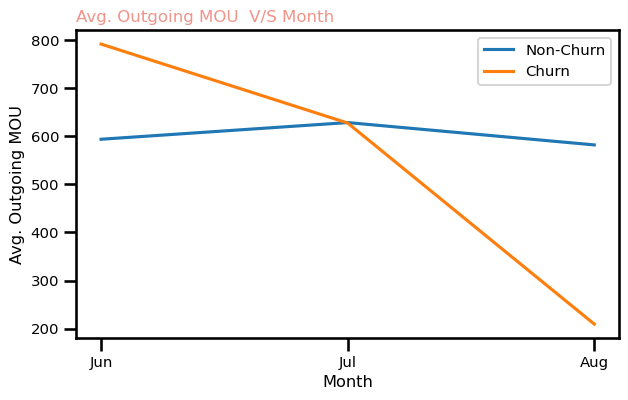 Avg. Outgoing MOU  V/S Month
Non-Churn
Churn
Avg. Outgoing MOU
800
700
600
500
400
300
200
Jun
Jul
Aug
Month